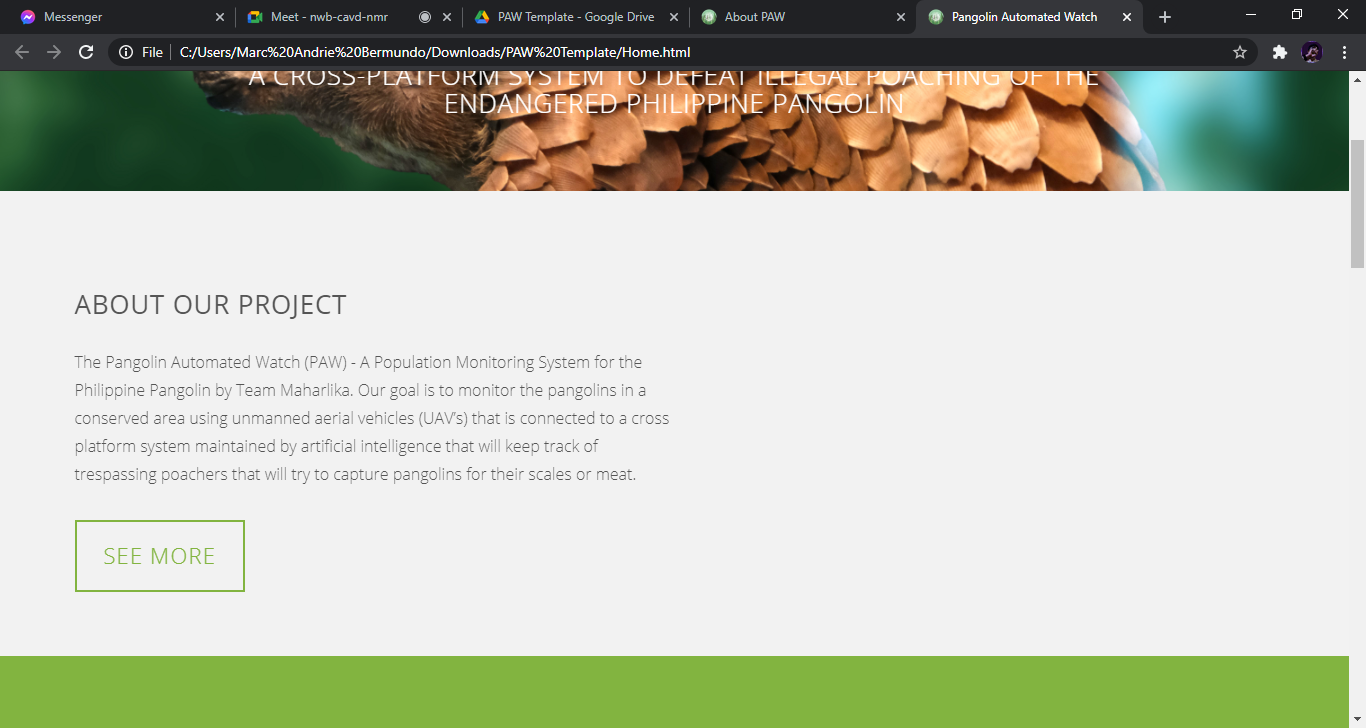 Messenger
Meet - nwb-cavd-nmr
PAW Template - Google Drive
About PAW
Pangolin Automated Watch
File
C:/Users/Marc%20Andrie%20Bermundo/Downloads/PAW%20Template/Home.html
A CROSS-PLATFORM SYSTEM TO DEFEAT ILLEGAL POACHING OF THE
ENDANGERED PHILIPPINE PANGOLIN
ABOUT OUR PROJECT
The Pangolin Automated Watch (PAW) - A Population Monitoring System for the
Philippine Pangolin by Team Maharlika. Our goal is to monitor the pangolins in a
conserved area using unmanned aerial vehicles (UAV's) that is connected to a cross
platform system maintained by artificial intelligence that will keep track of
trespassing poachers that will try to capture pangolins for their scales or meat.
SEE MORE